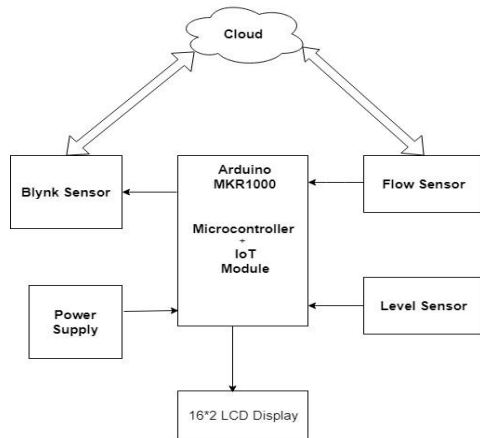 Cloud
Blynk Sensor
Arduino
MKR1000
Microcontroller
+
IoT
Module
Flow Sensor
Power
Supply
Level Sensor
16*2 LCD Display